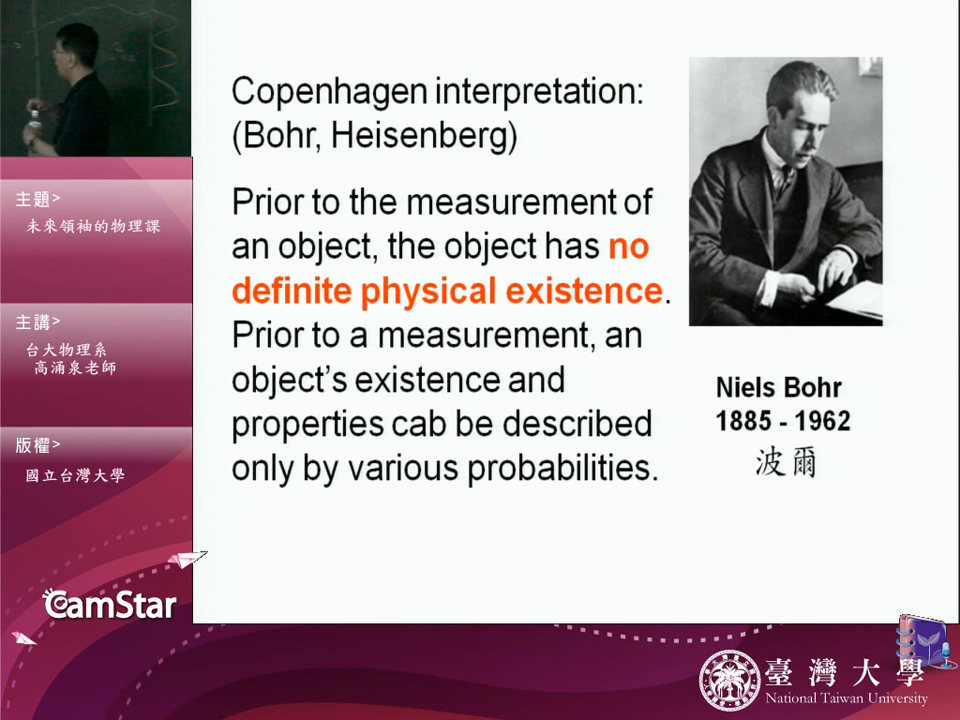 主題>
未來領袖的物理課
主講>
台大物理系
高涌泉老師
版權>
國立台灣大學
CamStar
Copenhagen interpretation:
(Bohr, Heisenberg)
Prior to the measurement of
an object, the object has no
definite physical existence.
Prior to a measurement, an
object's existence and
properties cab be described
only by various probabilities.
Niels Bohr
1885 - 1962
波爾
臺灣大學
National Taiwan University